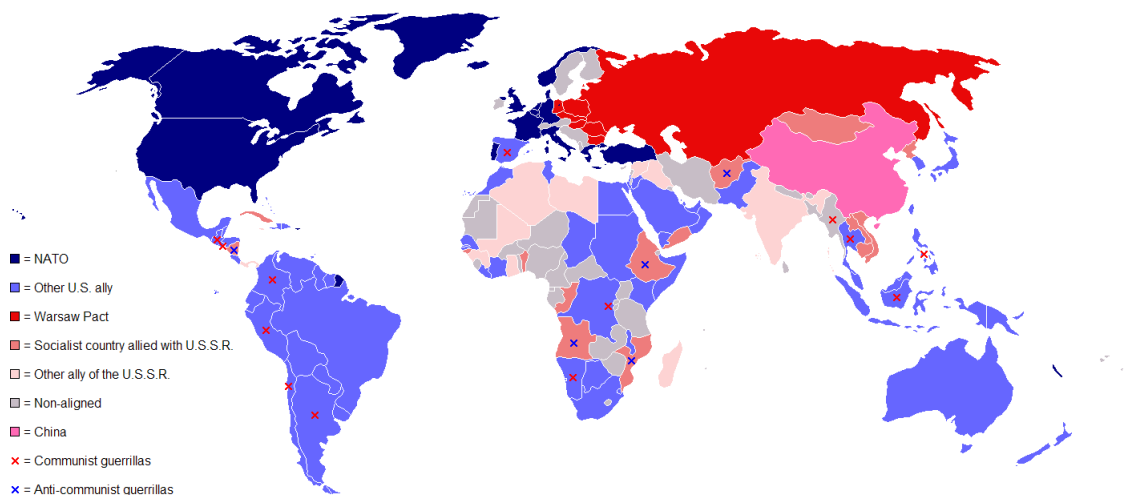 = NATO
= Other U.S. ally
= Warsaw Pact
= Socialist country allied with U.S.S.R.
= Other ally of the U.S.S.R.
= Non-aligned
= China
= Communist guerrillas
= Anti-communist guerrillas